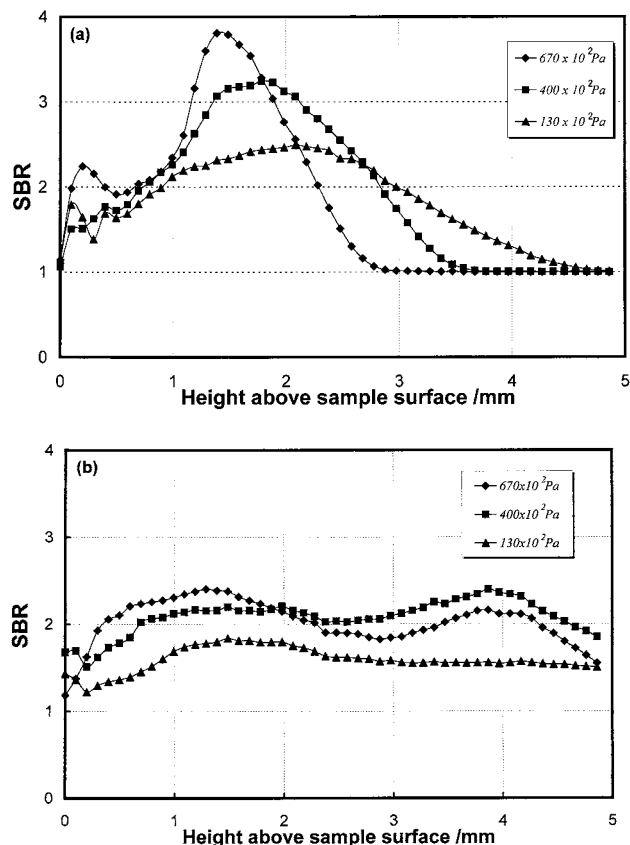 (a)
SBR
4
3
2
1
0
670 x 10²Pa
400 x 10²Pa
130 x 10²Pa
0 1 2 3 4 5
Height above sample surface /mm
(b)
SBR
4
3
2
1
0
670x10²Pa
400x10²Pa
130x10²Pa
0 1 2 3 4 5
Height above sample surface /mm